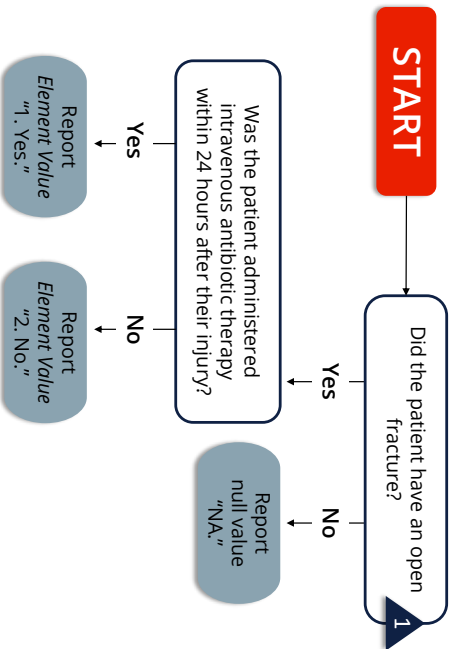 START
Did the patient have an open
fracture?
1
Yes
No
Was the patient administered
intravenous antibiotic therapy
within 24 hours after their injury?
Report
null value
“NA.”
Yes
No
Report
Element Value
“1. Yes.”
Report
Element Value
“2. No.”